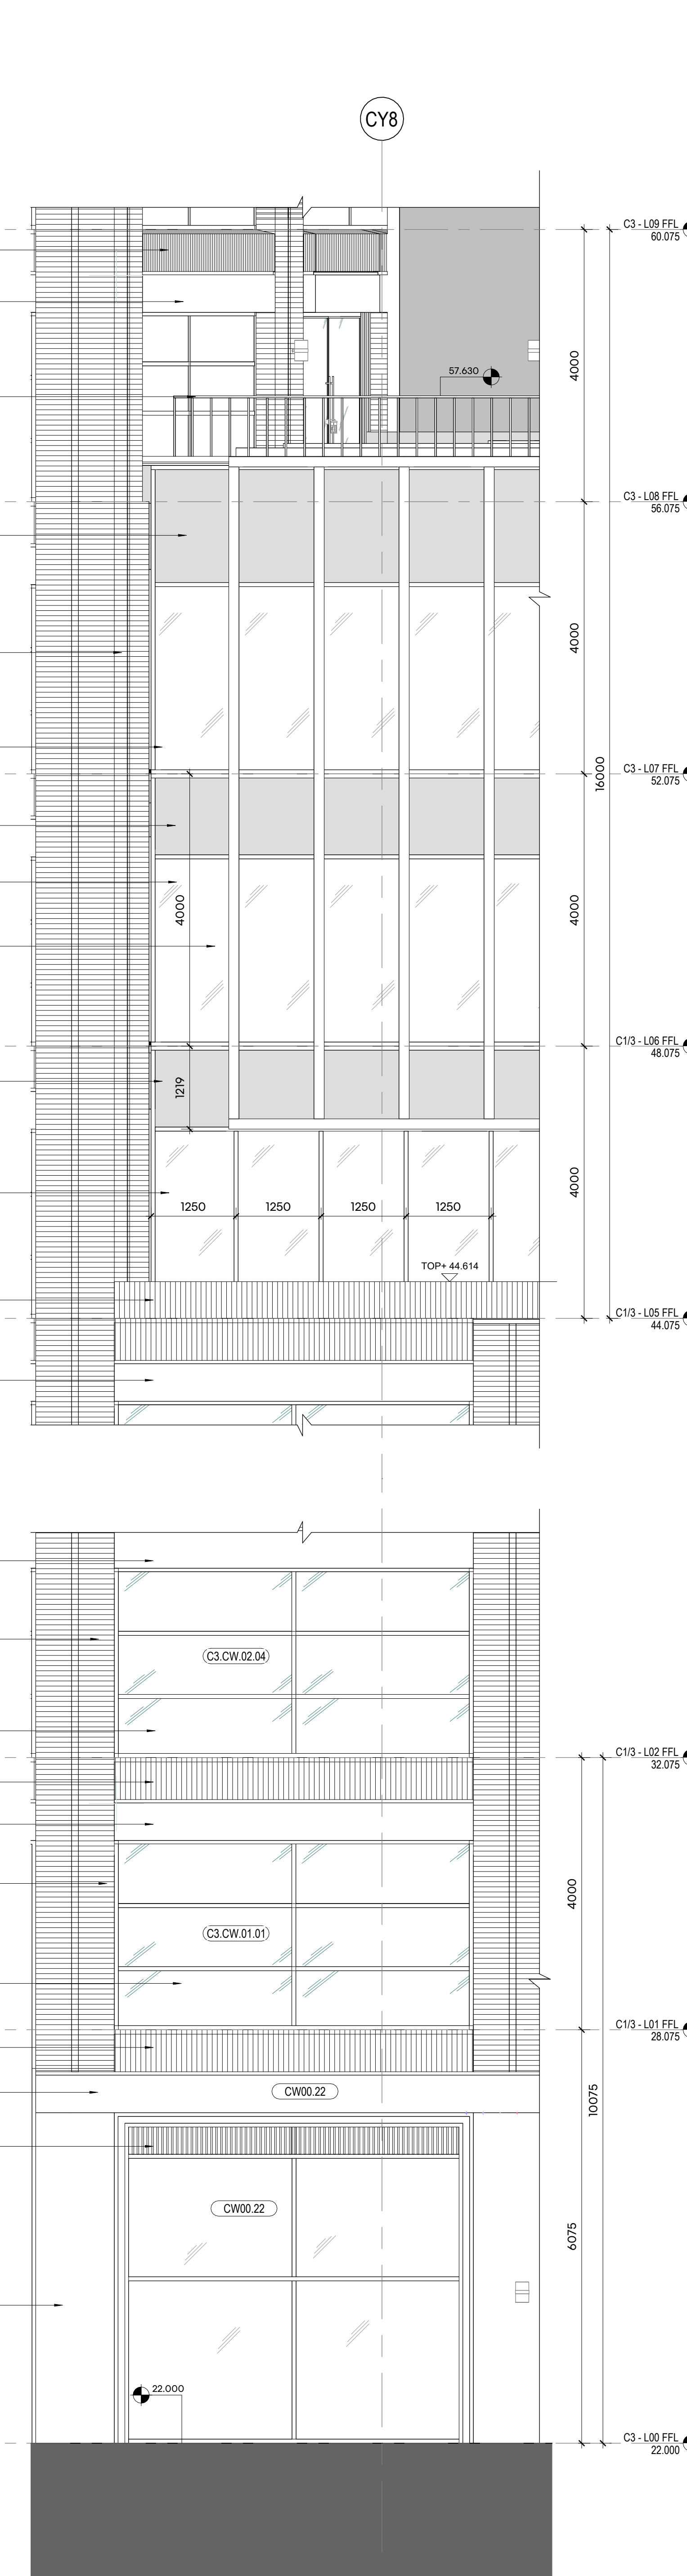 CY8
C3 - L09 FFL
60.075
57.630
4000
C3 - L08 FFL
56.075
4000
16000
C3 - L07 FFL
52.075
4000
4000
C1/3 - L06 FFL
48.075
1219
4000
1250
1250
1250
1250
TOP+ 44.614
C1/3 - L05 FFL
44.075
C3.CW.02.04
C1/3 - L02 FFL
32.075
4000
C3.CW.01.01
C1/3 - L01 FFL
28.075
CW00.22
10075
CW00.22
6075
22.000
C3 - L00 FFL
22.000